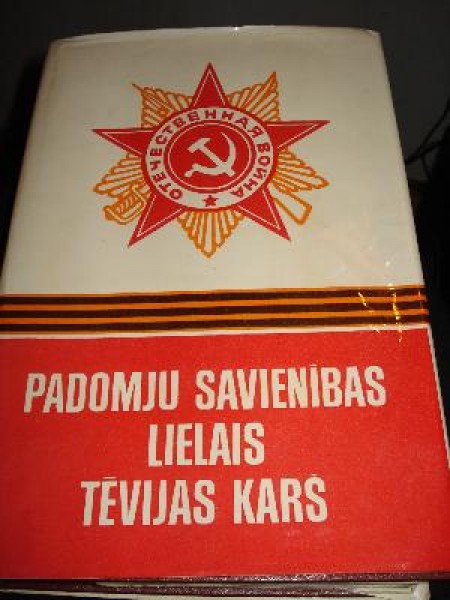 ОТЕЧЕСТВЕННАЯ ВОЙНА
PADOMJU SAVIENĪBAS
LIELAIS
TĒVIJAS KARŠ